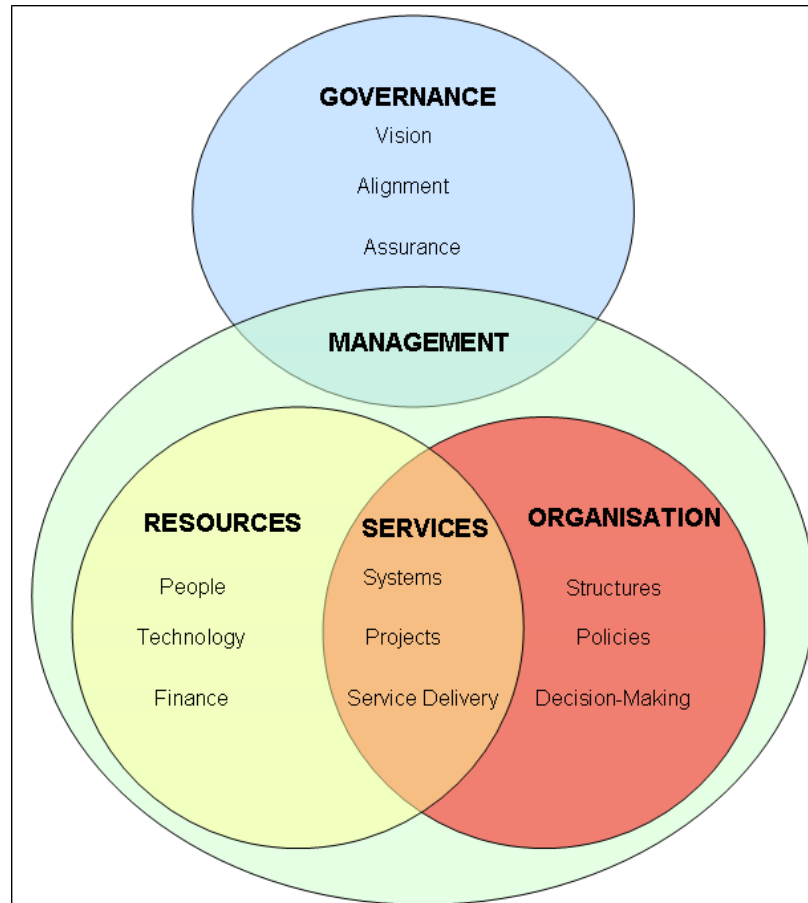 GOVERNANCE
Vision
Alignment
Assurance
MANAGEMENT
RESOURCES
People
Technology
Finance
SERVICES
Systems
Projects
Service Delivery
ORGANISATION
Structures
Policies
Decision-Making